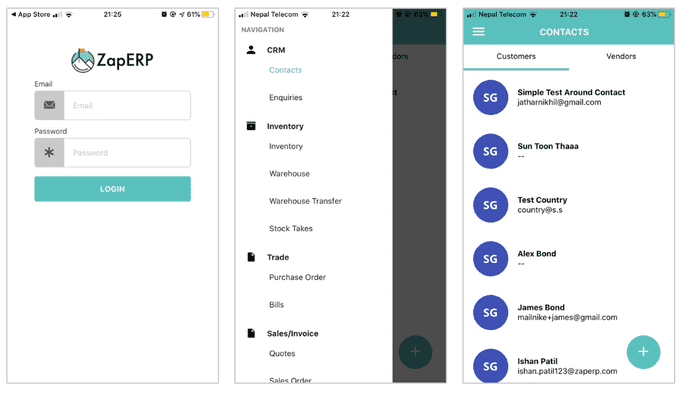 App Store 21:25 61%
ZapERP
Email
Email
Password
Password
LOGIN
Nepal Telecom 21:22 63%
NAVIGATION
CRM
Contacts
Enquiries
Inventory
Inventory
Warehouse
Warehouse Transfer
Stock Takes
Trade
Purchase Order
Bills
Sales/Invoice
Quotes
Sales Order
dors
+
Nepal Telecom 21:22 63%
CONTACTS
Customers Vendors
SG Simple Test Around Contact
jatharnikhil@gmail.com
SG Sun Toon Thaaa
--
SG Test Country
country@s.s
SG Alex Bond
--
SG James Bond
mailnike+james@gmail.com
SG Ishan Patil
ishan.patil123@zaperp.com
+